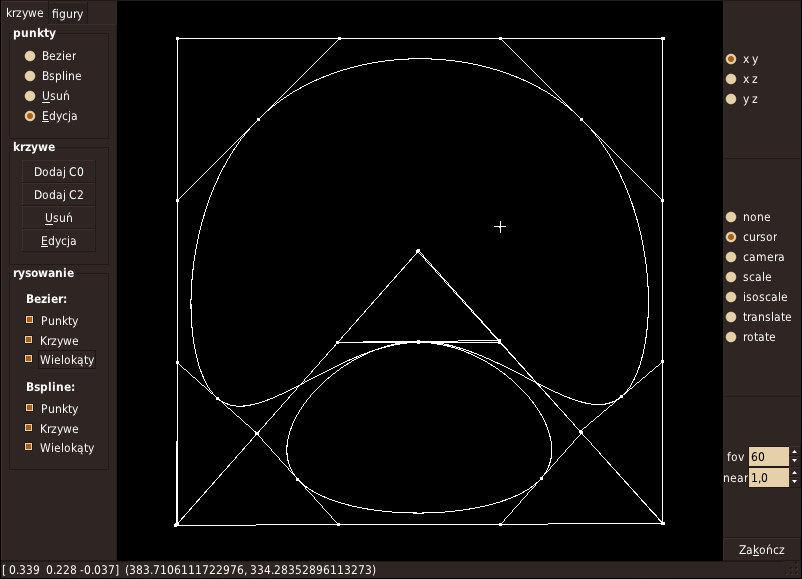 krzywe figury
punkty
Bezier
Bspline
Usuń
Edycja
krzywe
Dodaj C0
Dodaj C2
Usuń
Edycja
rysowanie
Bezier:
Punkty
Krzywe
Wielokąty
Bspline:
Punkty
Krzywe
Wielokąty
x y
x z
y z
none
cursor
camera
scale
isoscale
translate
rotate
fov 60
near 1,0
Zakończ
[ 0.339 0.228 -0.037] (383.7106111722976, 334.28352896113273)